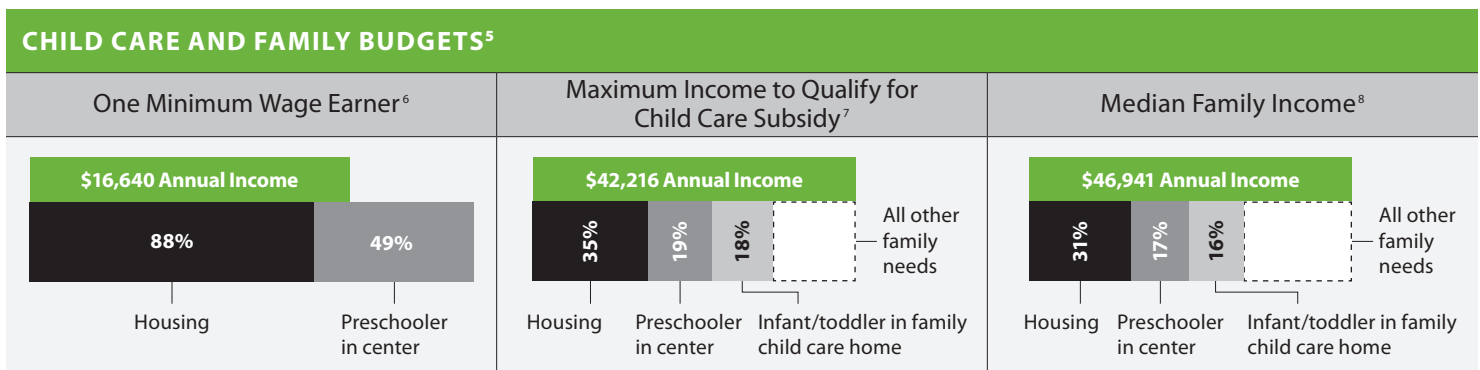 CHILD CARE AND FAMILY BUDGETS⁵
One Minimum Wage Earner⁶
$16,640 Annual Income
88%
49%
Housing
Preschooler
in center
Maximum Income to Qualify for
Child Care Subsidy⁷
$42,216 Annual Income
35%
19%
18%
All other
family
needs
Housing
Preschooler
in center
Infant/toddler in family
child care home
Median Family Income⁸
$46,941 Annual Income
31%
17%
16%
All other
family
needs
Housing
Preschooler
in center
Infant/toddler in family
child care home